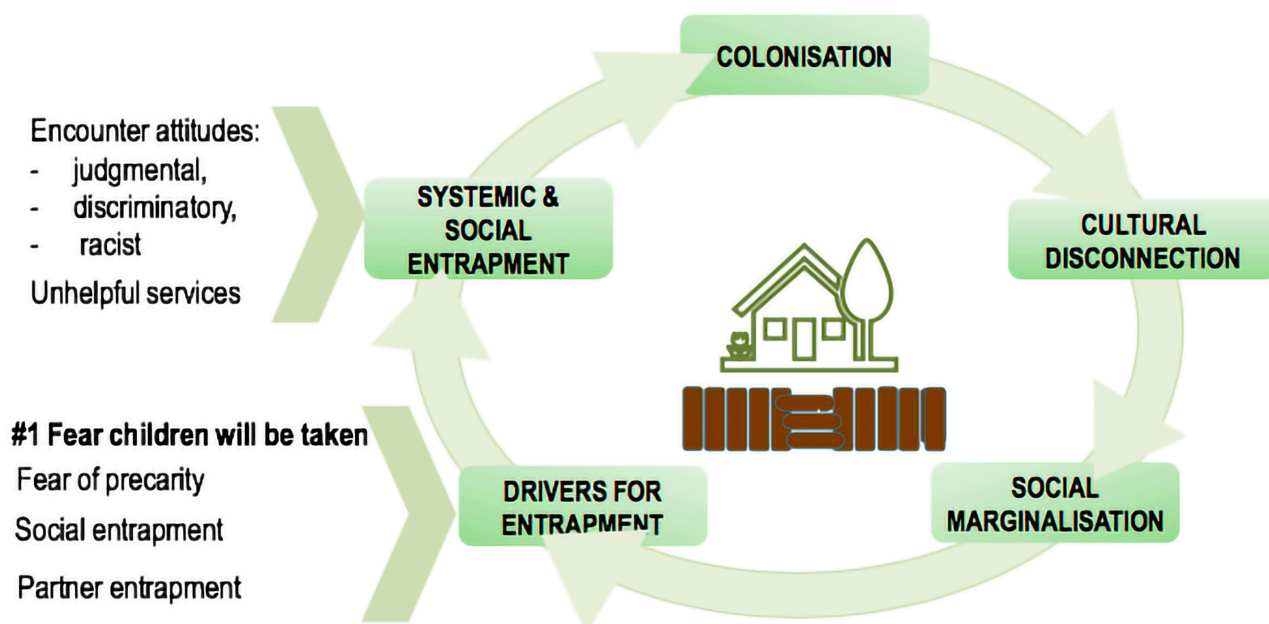 COLONISATION
Encounter attitudes:
- judgmental,
- discriminatory,
- racist
Unhelpful services
SYSTEMIC &
SOCIAL
ENTRAPMENT
CULTURAL
DISCONNECTION
#1 Fear children will be taken
Fear of precarity
Social entrapment
Partner entrapment
DRIVERS FOR
ENTRAPMENT
SOCIAL
MARGINALISATION